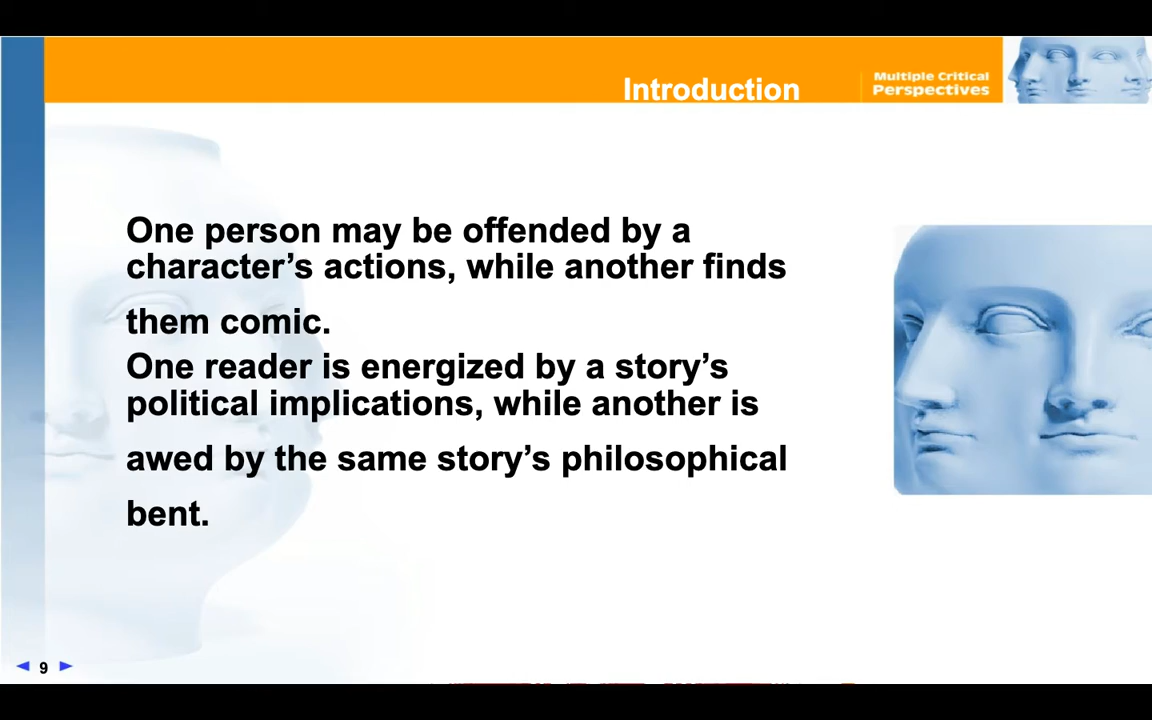 Introduction
Multiple Critical
Perspectives
One person may be offended by a
character’s actions, while another finds
them comic.
One reader is energized by a story’s
political implications, while another is
awed by the same story’s philosophical
bent.
9